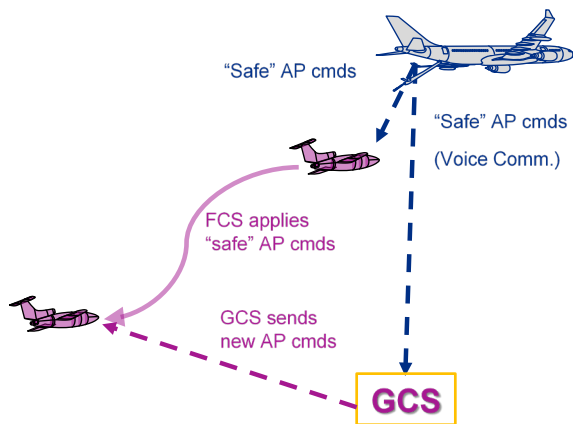 “Safe” AP cmds
“Safe” AP cmds
(Voice Comm.)
FCS applies
“safe” AP cmds
GCS sends
new AP cmds
GCS